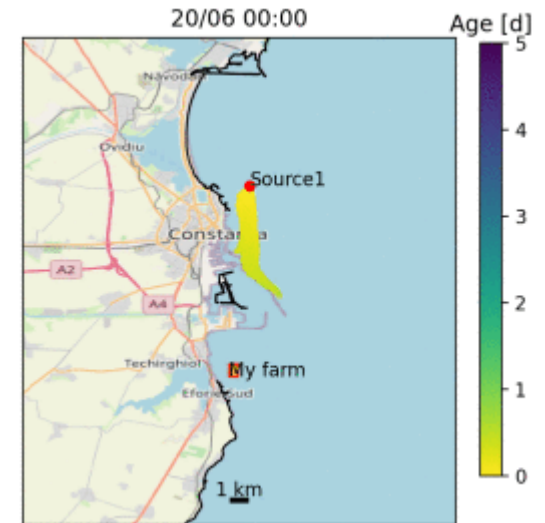 20/06 00:00
Age [d]
5
Năvodari
Ovidiu
4
Source1
3
Constanța
A2
2
A4
Techirghiol
My farm
1
Eforie Sud
1 km
0